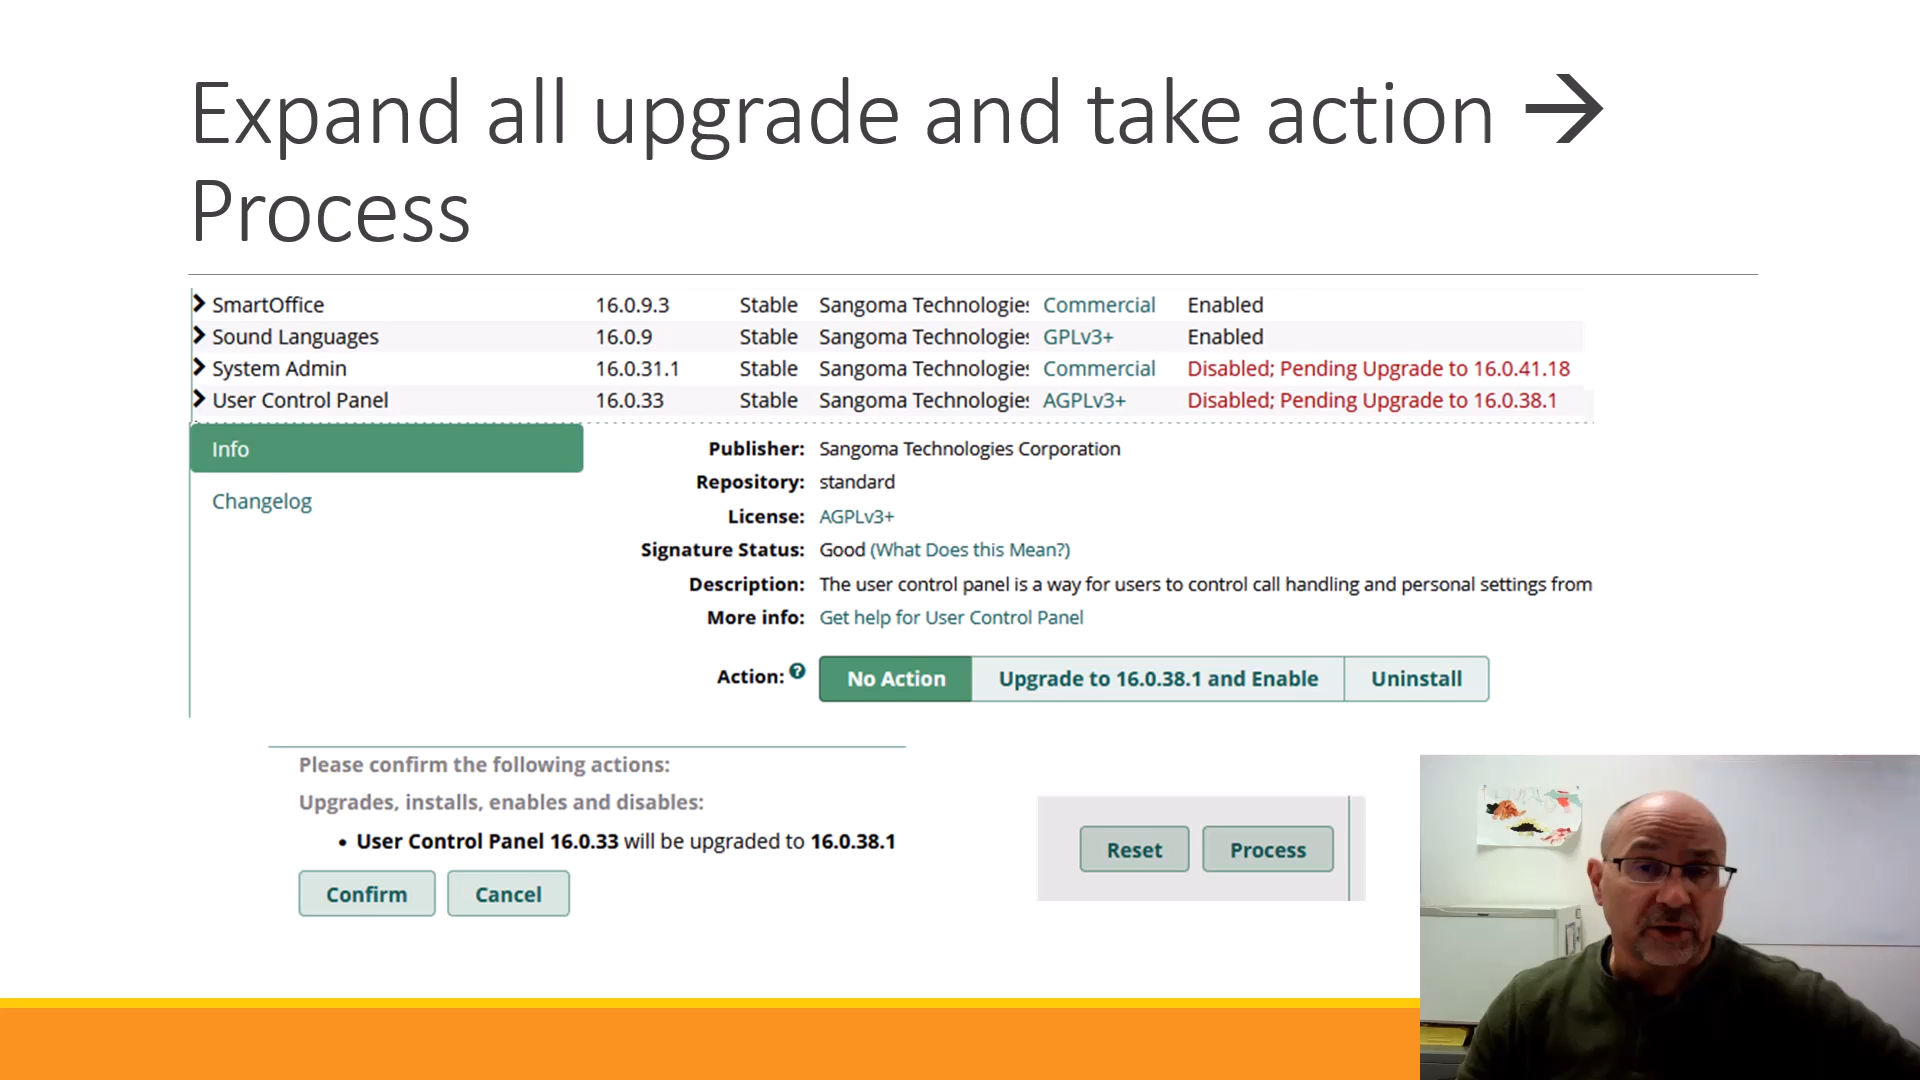 Expand all upgrade and take action →
Process
SmartOffice 16.0.9.3 Stable Sangoma Technologies Commercial Enabled
Sound Languages 16.0.9 Stable Sangoma Technologies GPLv3+ Enabled
System Admin 16.0.31.1 Stable Sangoma Technologies Commercial Disabled; Pending Upgrade to 16.0.41.18
User Control Panel 16.0.33 Stable Sangoma Technologies AGPLv3+ Disabled; Pending Upgrade to 16.0.38.1
Info
Changelog
Publisher: Sangoma Technologies Corporation
Repository: standard
License: AGPLv3+
Signature Status: Good (What Does this Mean?)
Description: The user control panel is a way for users to control call handling and personal settings from
More info: Get help for User Control Panel
Action: ? No Action Upgrade to 16.0.38.1 and Enable Uninstall
Please confirm the following actions:
Upgrades, installs, enables and disables:
• User Control Panel 16.0.33 will be upgraded to 16.0.38.1
Confirm Cancel
Reset Process